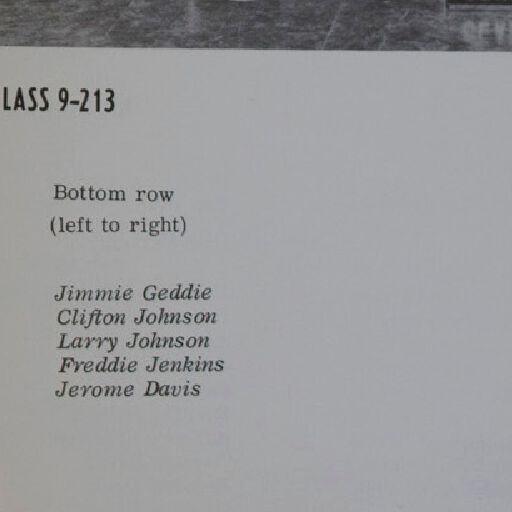 LASS 9-213
Bottom row
(left to right)
Jimmie Geddie
Clifton Johnson
Larry Johnson
Freddie Jenkins
Jerome Davis